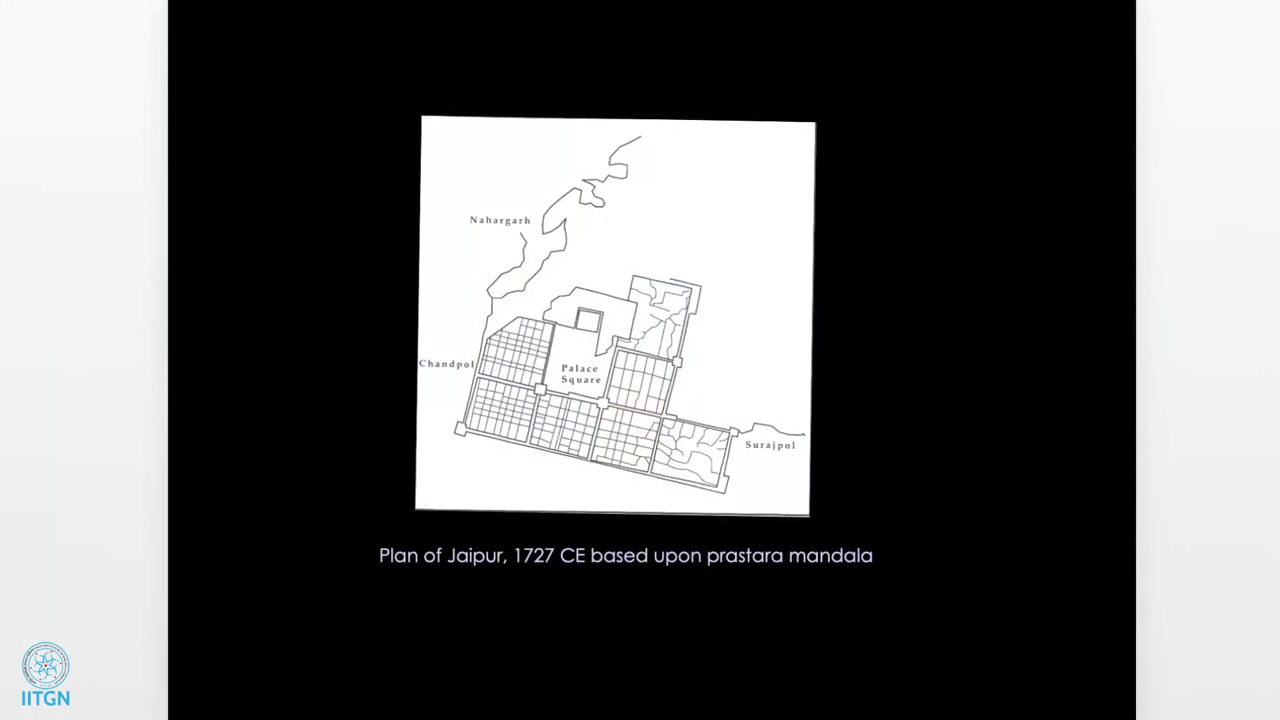 Nahargarh
Chandpol
Palace
Square
Surajpol
Plan of Jaipur, 1727 CE based upon prastara mandala
IITGN